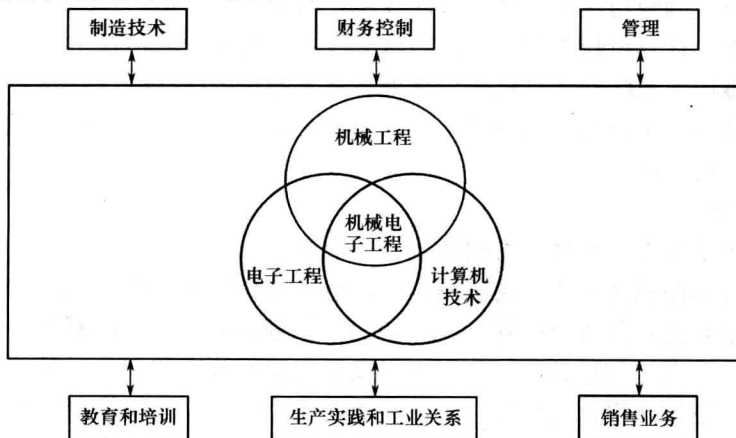 制造技术
财务控制
管理
机械工程
机械电
子工程
电子工程
计算机
技术
教育和培训
生产实践和工业关系
销售业务